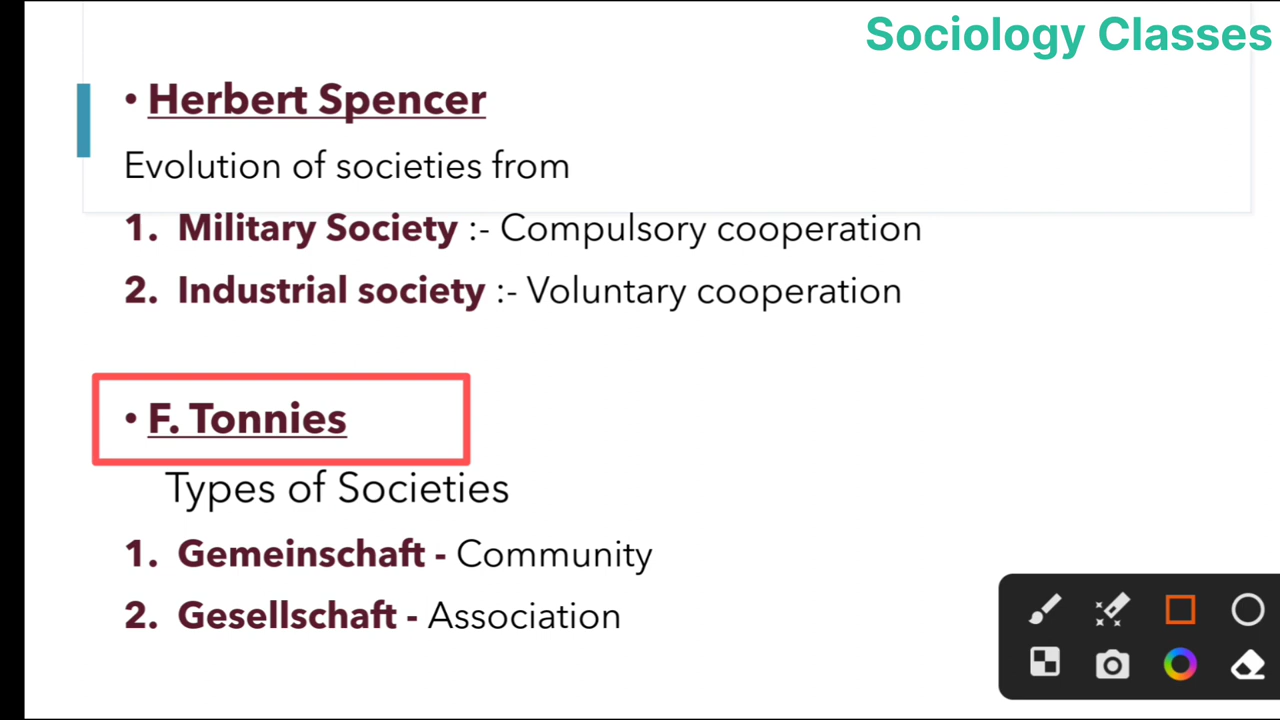 Sociology Classes
• Herbert Spencer
Evolution of societies from
1. Military Society :- Compulsory cooperation
2. Industrial society :- Voluntary cooperation
• F. Tonnies
Types of Societies
1. Gemeinschaft - Community
2. Gesellschaft - Association